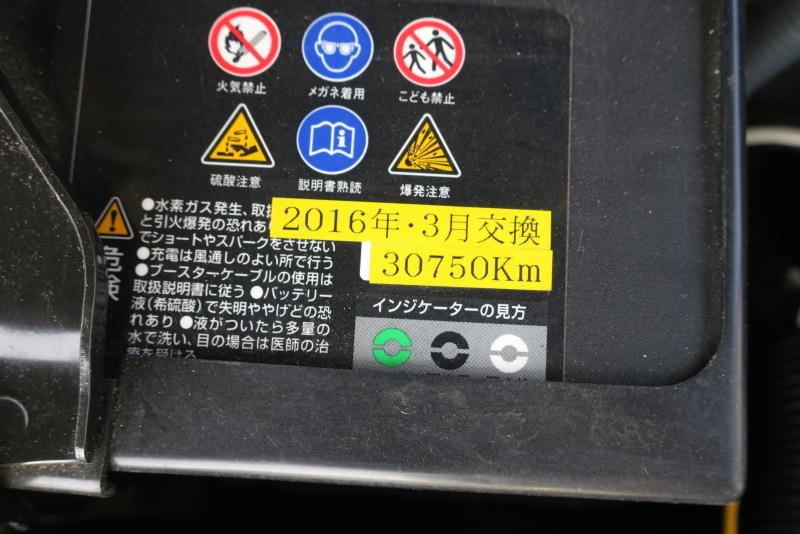 火気禁止
メガネ着用
こども禁止
硫酸注意
説明書熟読
爆発注意
危険
●水素ガス発生、取
と引火爆発の恐れあ
でショートやスパークをさせない
●充電は風通しのよい所で行う
●ブースターケーブルの使用は
取扱説明書に従う ●バッテリー
液(希硫酸)で失明ややけどの恐
れあり ●液がついたら多量の
水で洗い、目の場合は医師の治
療を受ける
2016年・3月交換
30750Km
インジケーターの見方